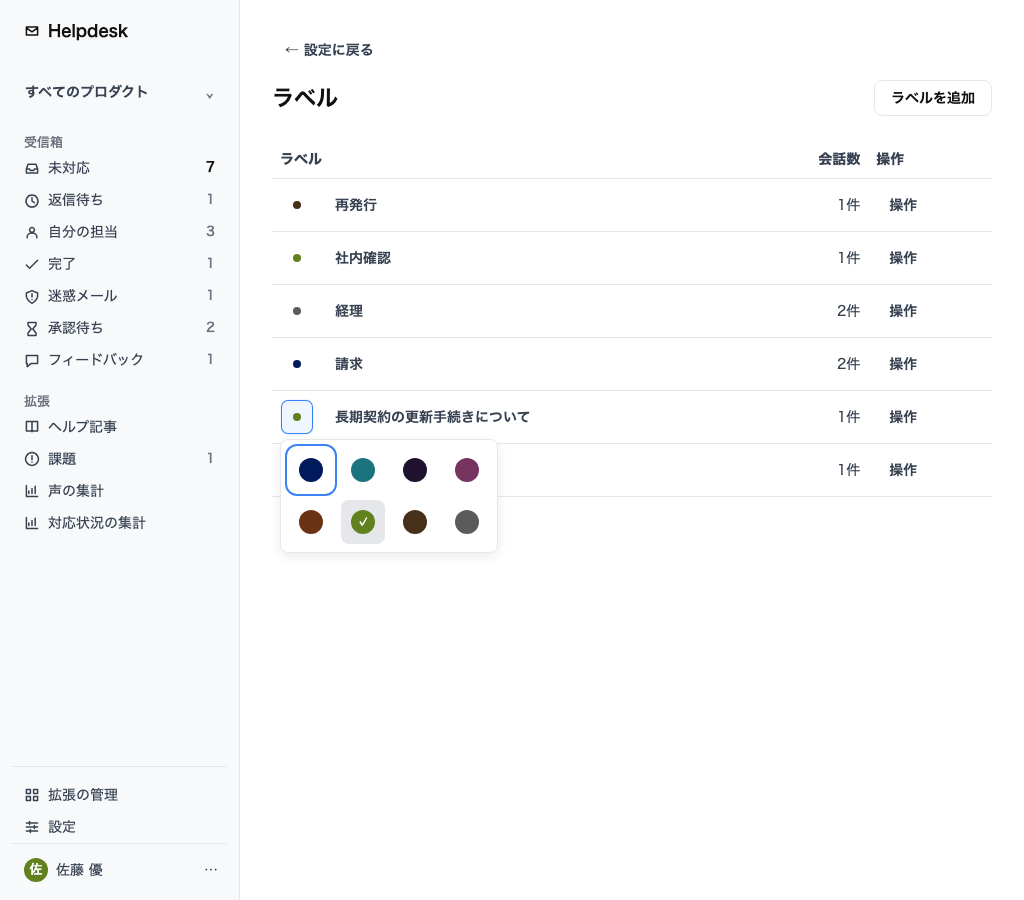 Helpdesk
すべてのプロダクト
受信箱
未対応 7
返信待ち 1
自分の担当 3
完了 1
迷惑メール 1
承認待ち 2
フィードバック 1
拡張
ヘルプ記事
課題 1
声の集計
対応状況の集計
拡張の管理
設定
佐 佐藤 優 …
← 設定に戻る
ラベル
ラベルを追加
ラベル 会話数 操作
再発行 1件 操作
社内確認 1件 操作
経理 2件 操作
請求 2件 操作
長期契約の更新手続きについて 1件 操作
1件 操作